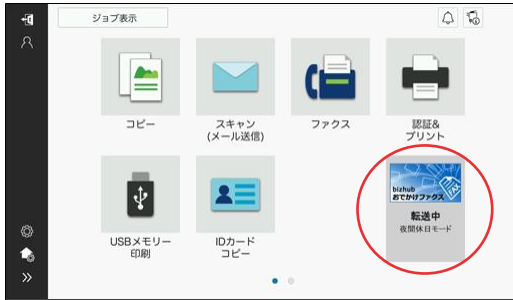 ジョブ表示
コピー
スキャン
(メール送信)
ファクス
認証&
プリント
USBメモリー
印刷
IDカード
コピー
bizhub
おでかけファクス
FAX
転送中
夜間休日モード